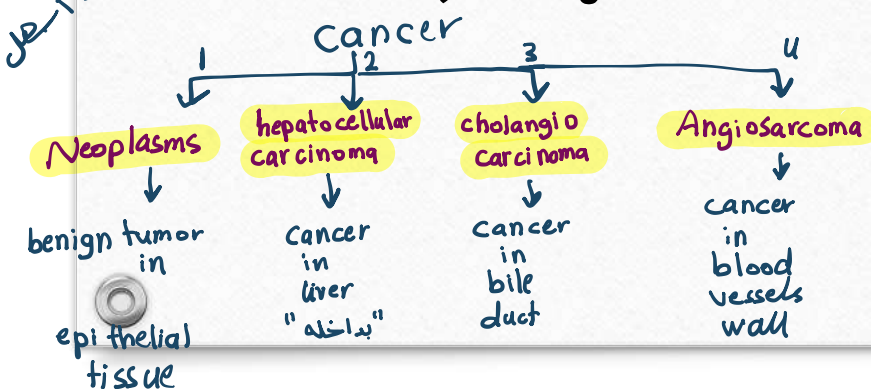 cancer
1
2
3
4
Neoplasms
benign tumor
in
epithelial
tissue
hepatocellular
carcinoma
cancer
in
liver
"بداخله"
cholangio
carcinoma
cancer
in
bile
duct
Angiosarcoma
cancer
in
blood
vessels
wall